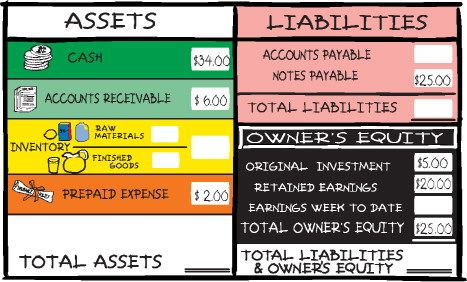 ASSETS
CASH $34.00
ACCOUNTS RECEIVABLE $6.00
RAW
MATERIALS
INVENTORY
FINISHED
GOODS
PREPAID EXPENSE $2.00
TOTAL ASSETS
LIABILITIES
ACCOUNTS PAYABLE
NOTES PAYABLE $25.00
TOTAL LIABILITIES
OWNER'S EQUITY
ORIGINAL INVESTMENT $5.00
RETAINED EARNINGS $20.00
EARNINGS WEEK TO DATE
TOTAL OWNER'S EQUITY $25.00
TOTAL LIABILITIES
& OWNER'S EQUITY